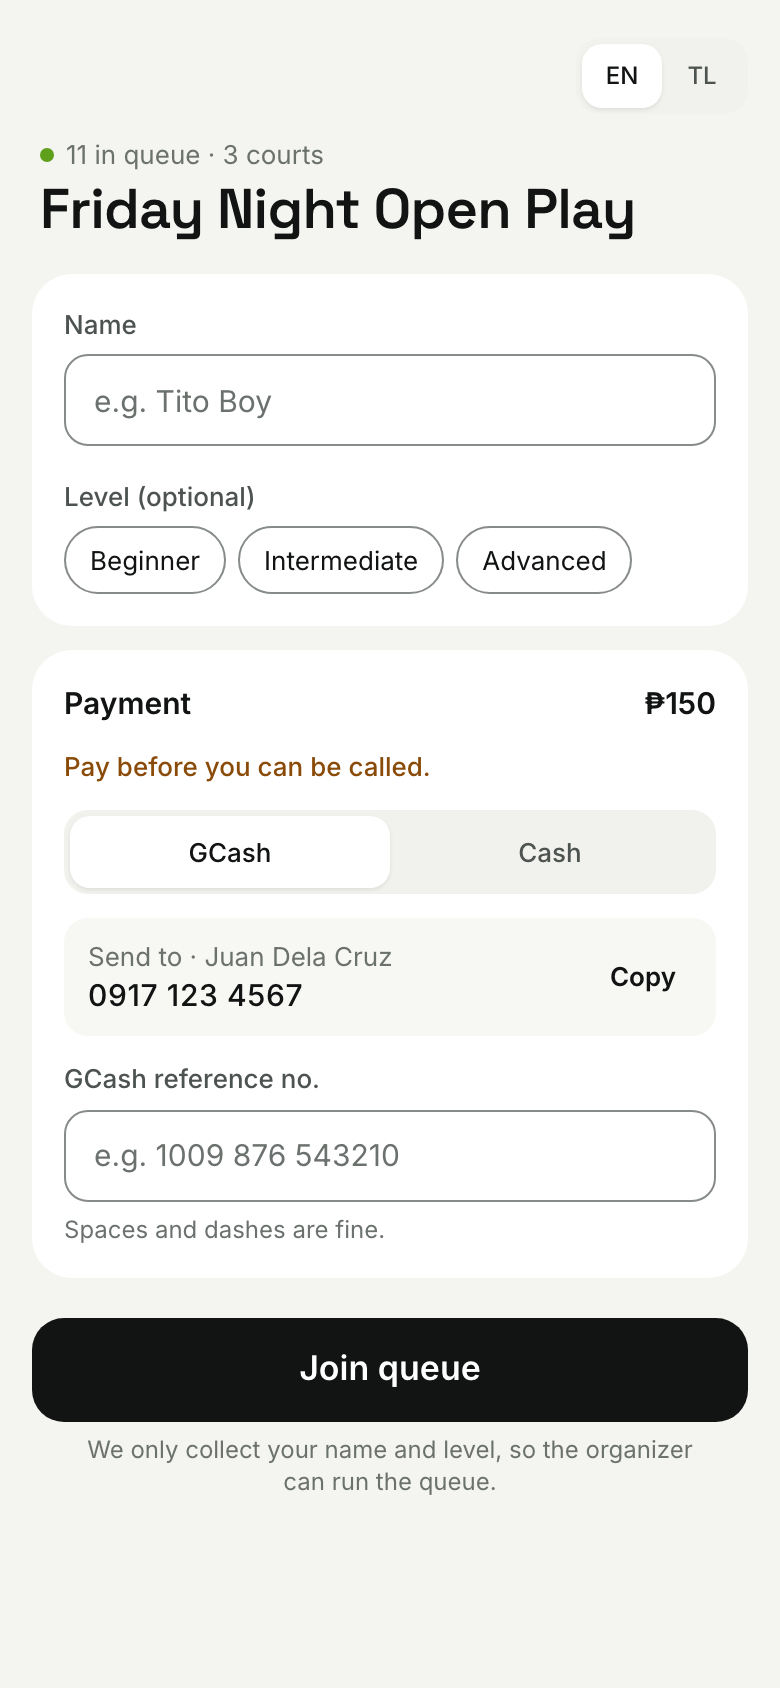 EN TL
11 in queue · 3 courts
Friday Night Open Play
Name
e.g. Tito Boy
Level (optional)
Beginner Intermediate Advanced
Payment ₱150
Pay before you can be called.
GCash Cash
Send to · Juan Dela Cruz
0917 123 4567
Copy
GCash reference no.
e.g. 1009 876 543210
Spaces and dashes are fine.
Join queue
We only collect your name and level, so the organizer
can run the queue.